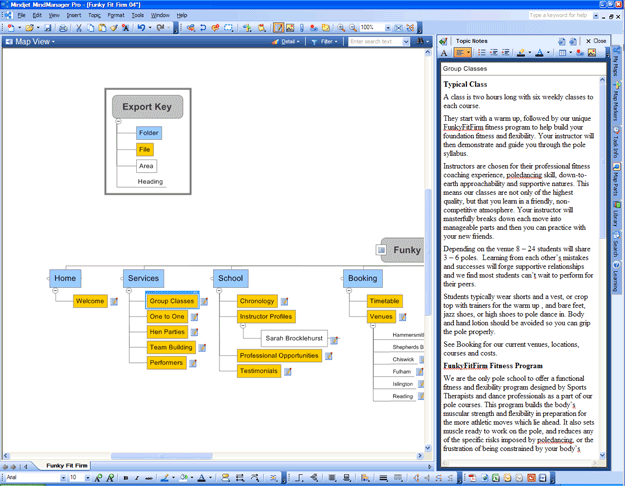 Mindjet MindManager Pro - [Funky Fit Firm 04*]
Type a keyword for help
File Edit View Insert Format Tools Window Help
100%
Map View
Detail
Filter
Enter search text
Topic Notes
Close
Group Classes
Export Key
Folder
File
Area
Heading
Funky
Home
Services
School
Booking
Welcome
Group Classes
One to One
Hen Parties
Team Building
Performers
Chronology
Instructor Profiles
Sarah Brocklehurst
Professional Opportunities
Testimonials
Timetable
Venues
Hammersmith
Shepherds B
Chiswick
Fulham
Islington
Reading
Typical Class
A class is two hours long with six weekly classes to
each course.
They start with a warm up, followed by our unique
FunkyFitFirm fitness program to help build your
foundation fitness and flexibility. Your instructor will
then demonstrate and guide you through the pole
syllabus.
Instructors are chosen for their professional fitness
coaching experience, poledancing skill, down-to-
earth approachability and supportive natures. This
means our classes are not only of the highest
quality, but that you learn in a friendly, non-
competitive atmosphere. Your instructor will
masterfully breaks down each move into
manageable parts and then you can practice with
your new friends.
Depending on the venue 8 – 24 students will share
3 – 6 poles. Learning from each other's mistakes
and successes will forge supportive relationships
and we find most students can't wait to perform for
their peers.
Students typically wear shorts and a vest, or crop
top with trainers for the warm up , and bare feet,
jazz shoes, or high shoes to pole dance in. Body
and hand lotion should be avoided so you can grip
the pole properly.
See Booking for our current venues, locations,
courses and costs.
FunkyFitFirm Fitness Program
We are the only pole school to offer a functional
fitness and flexibility program designed by Sports
Therapists and dance professionals as a part of our
pole courses. This program builds the body's
muscular strength and flexibility in preparation for
the more athletic moves which lie ahead. It also sets
muscle ready to work on the pole, and reduces any
of the specific risks imposed by poledancing, or the
frustration of being constrained by your body's
My Maps
Map Markers
Task Info
Map Parts
Library
Search
Learning
Funky Fit Firm
Arial
10